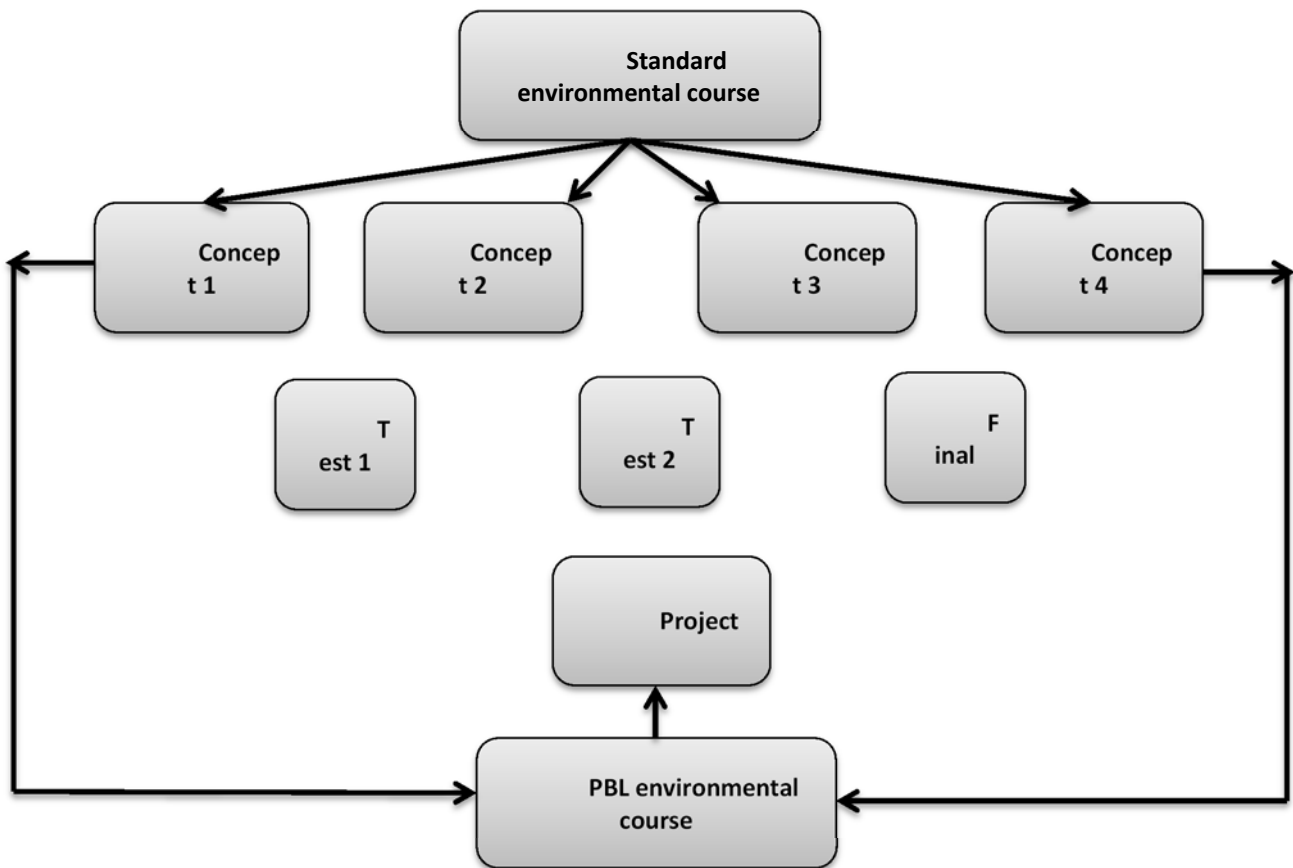 Standard
environmental course
Concep
t 1
Concep
t 2
Concep
t 3
Concep
t 4
T
est 1
T
est 2
F
inal
Project
PBL environmental
course